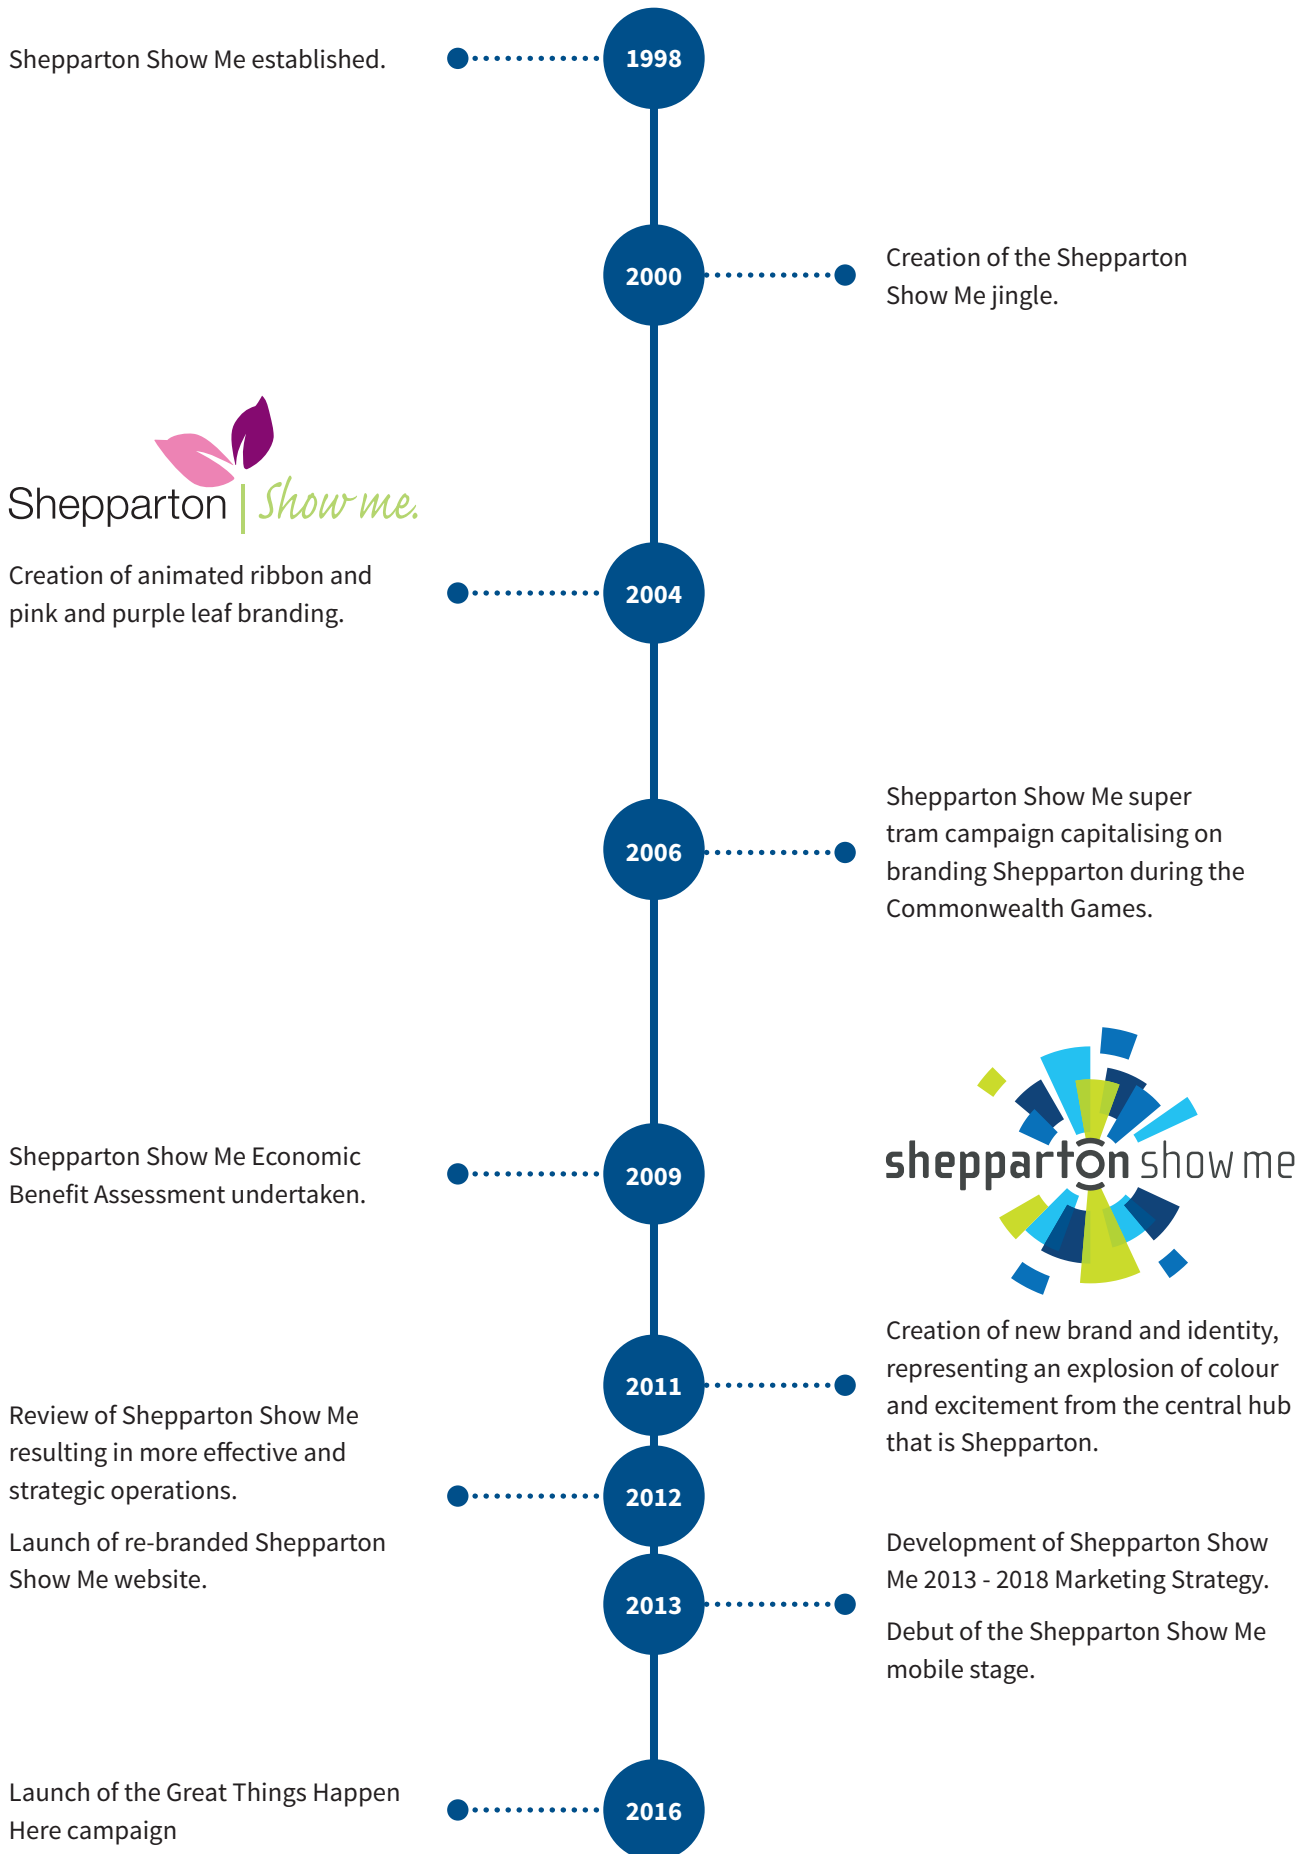 Shepparton Show Me established.
1998
2000
Creation of the Shepparton
Show Me jingle.
Shepparton | Show me.
Creation of animated ribbon and
pink and purple leaf branding.
2004
2006
Shepparton Show Me super
tram campaign capitalising on
branding Shepparton during the
Commonwealth Games.
Shepparton Show Me Economic
Benefit Assessment undertaken.
2009
shepparton show me
2011
Creation of new brand and identity,
representing an explosion of colour
and excitement from the central hub
that is Shepparton.
Review of Shepparton Show Me
resulting in more effective and
strategic operations.
Launch of re-branded Shepparton
Show Me website.
2012
2013
Development of Shepparton Show
Me 2013 - 2018 Marketing Strategy.
Debut of the Shepparton Show Me
mobile stage.
Launch of the Great Things Happen
Here campaign
2016